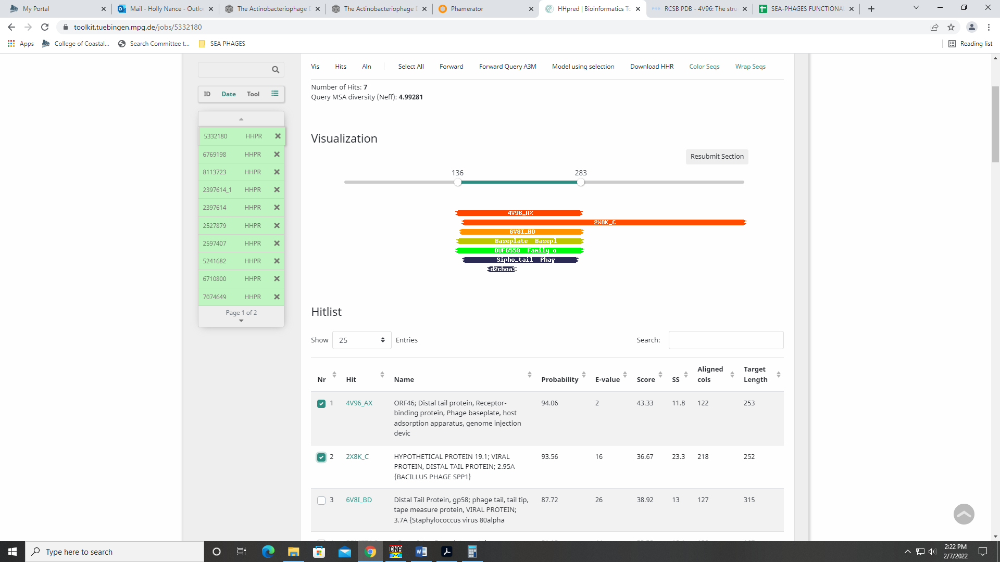 My Portal
Mail - Holly Nance - Outlo
The Actinobacteriophage D
The Actinobacteriophage D
Phamerator
HHpred | Bioinformatics To
RCSB PDB - 4V96: The stru
SEA-PHAGES FUNCTIONAL
toolkit.tuebingen.mpg.de/jobs/5332180
Apps
College of Coastal...
Search Committee t...
SEA PHAGES
Reading list
ID Date Tool
5332180 HHPR
6769198 HHPR
8113723 HHPR
2397614_1 HHPR
2397614 HHPR
2527879 HHPR
2597407 HHPR
5241682 HHPR
6710800 HHPR
7074649 HHPR
Page 1 of 2
Vis Hits Aln Select All Forward Forward Query A3M Model using selection Download HHR Color Seqs Wrap Seqs
Number of Hits: 7
Query MSA diversity (Neff): 4.99281
Visualization
Resubmit Section
136 283
4V96_AX
2X8K_C
6V8I_BD
Baseplate Basepl
DUF6558 Family o
Sipho_tail Phag
d2choa3
Hitlist
Show 25 Entries
Search:
Nr Hit Name Probability E-value Score SS Aligned cols Target Length
1 4V96_AX ORF46; Distal tail protein, Receptor- 94.06 2 43.33 11.8 122 253
binding protein, Phage baseplate, host
adsorption apparatus, genome injection
devic
2 2X8K_C HYPOTHETICAL PROTEIN 19.1; VIRAL 93.56 16 36.67 23.3 218 252
PROTEIN, DISTAL TAIL PROTEIN; 2.95A
{BACILLUS PHAGE SPP1}
3 6V8I_BD Distal Tail Protein, gp58; phage tail, tail tip, 87.72 26 38.92 13 127 315
tape measure protein, VIRAL PROTEIN;
3.7A {Staphylococcus virus 80alpha
Type here to search
DNA
2:22 PM
2/7/2022